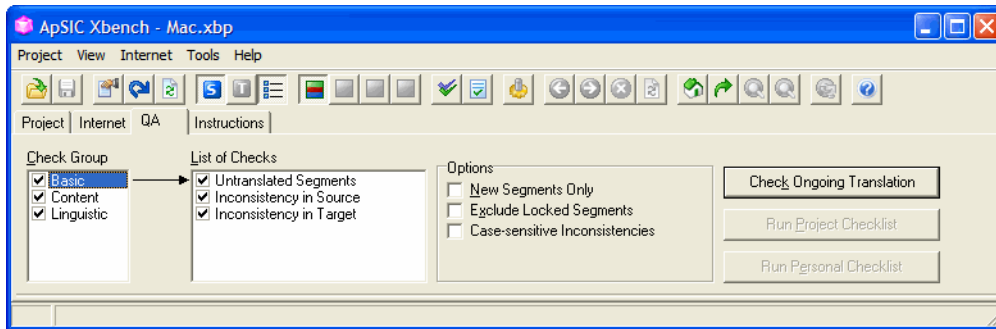 ApSIC Xbench - Mac.xbp
Project View Internet Tools Help
S T
Project Internet QA Instructions
Check Group
Basic
Content
Linguistic
List of Checks
Untranslated Segments
Inconsistency in Source
Inconsistency in Target
Options
New Segments Only
Exclude Locked Segments
Case-sensitive Inconsistencies
Check Ongoing Translation
Run Project Checklist
Run Personal Checklist